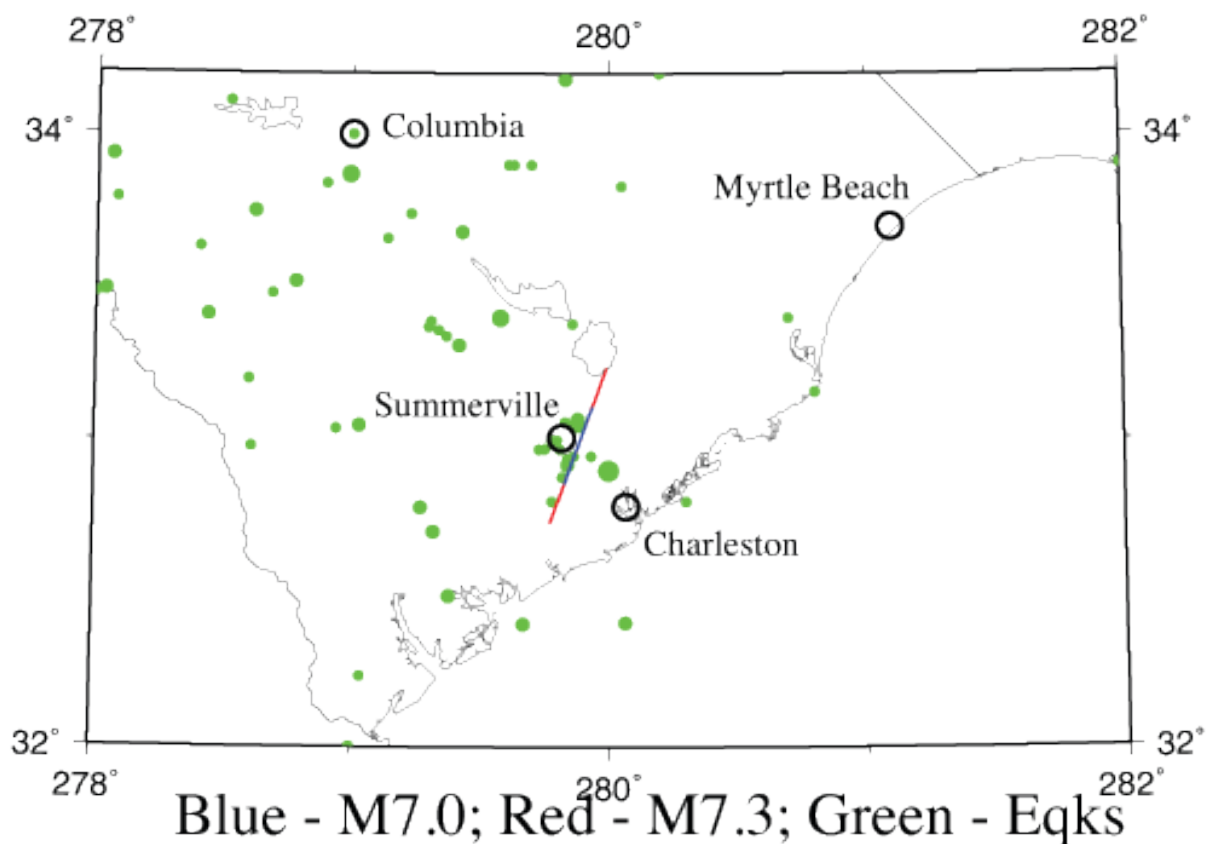 278° 280° 282°
34° Columbia 34°
Myrtle Beach
Summerville
Charleston
32° 32°
278° 280° 282°
Blue - M7.0; Red - M7.3; Green - Eqks